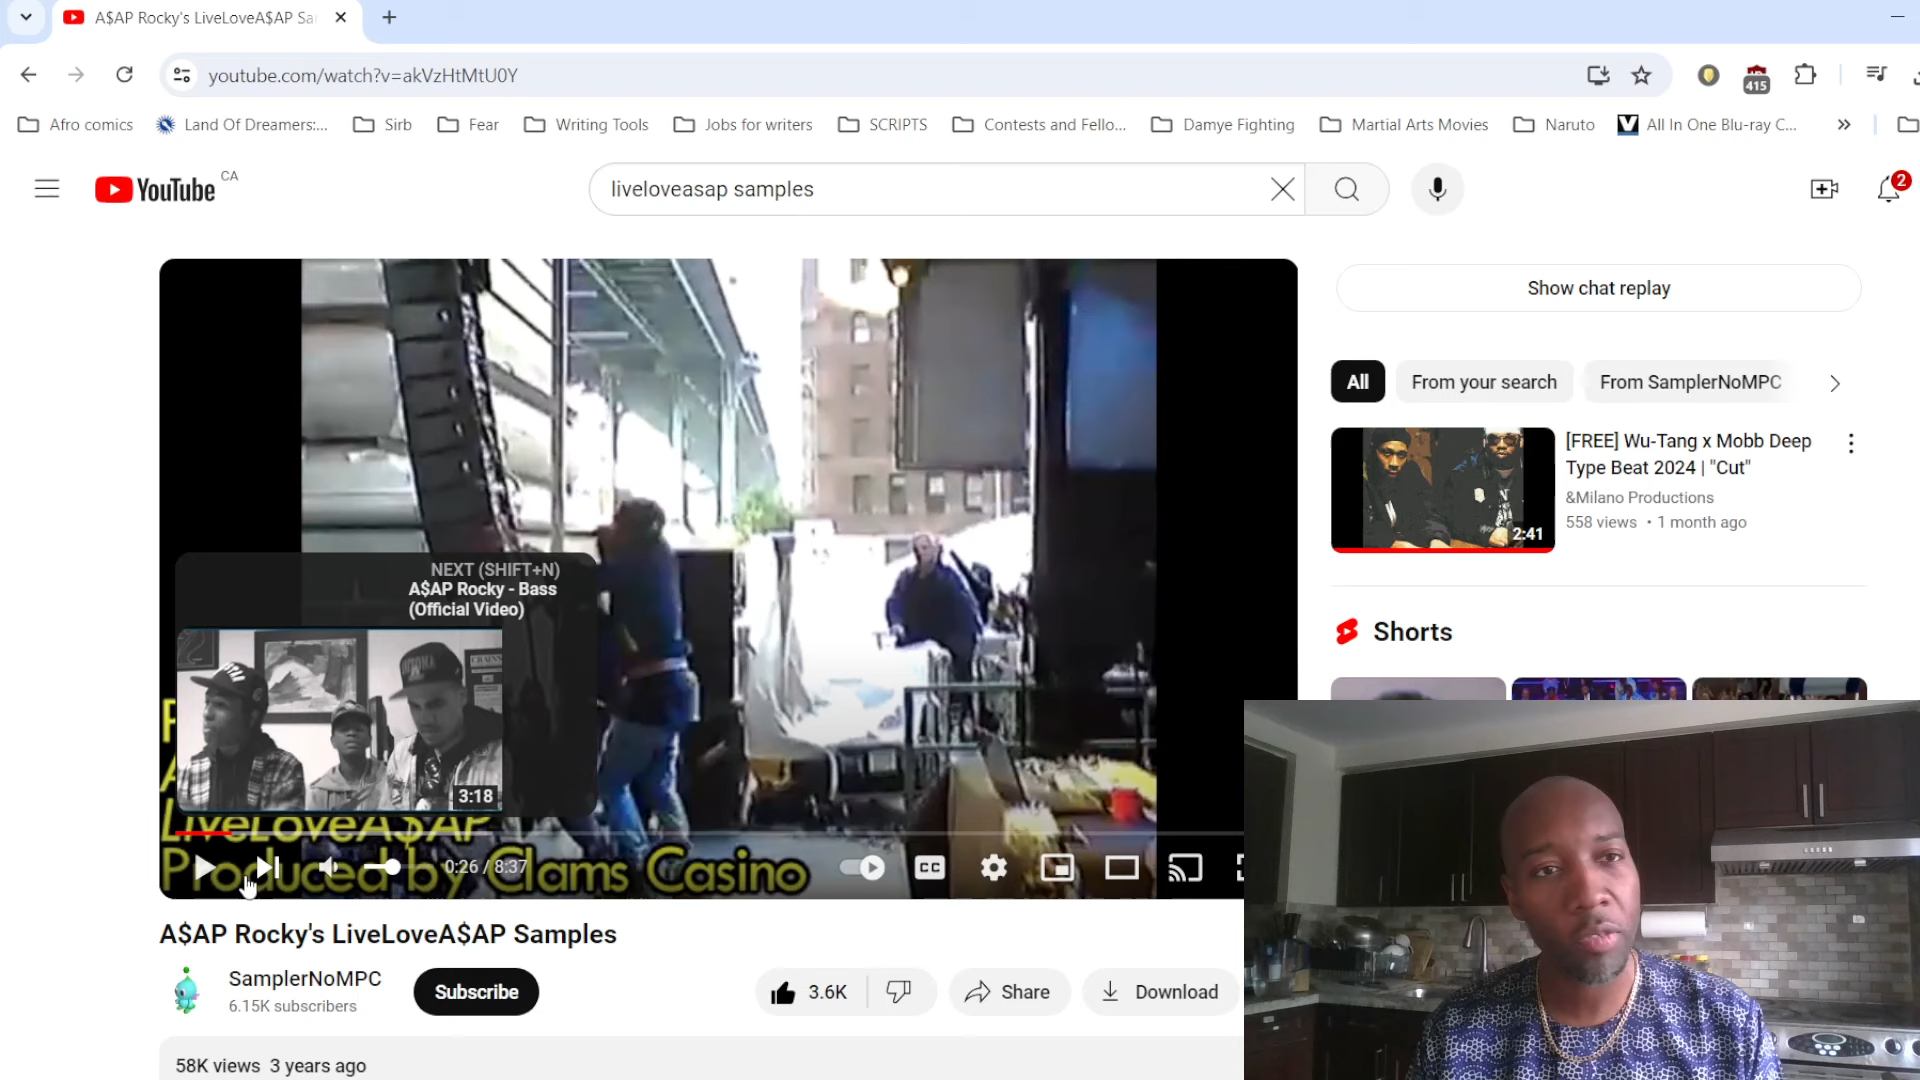 A$AP Rocky's LiveLoveA$AP Sa
youtube.com/watch?v=akVzHtMtU0Y
415
Afro comics
Land Of Dreamers:...
Sirb
Fear
Writing Tools
Jobs for writers
SCRIPTS
Contests and Fello...
Damye Fighting
Martial Arts Movies
Naruto
All In One Blu-ray C...
YouTube CA
liveloveasap samples
2
Show chat replay
All
From your search
From SamplerNoMPC
[FREE] Wu-Tang x Mobb Deep
Type Beat 2024 | "Cut"
&Milano Productions
558 views • 1 month ago
2:41
Shorts
NEXT (SHIFT+N)
A$AP Rocky - Bass
(Official Video)
3:18
LiveLoveA$AP
Produced by Clams Casino
0:26 / 8:37
CC
A$AP Rocky's LiveLoveA$AP Samples
SamplerNoMPC
6.15K subscribers
Subscribe
3.6K
Share
Download
58K views 3 years ago